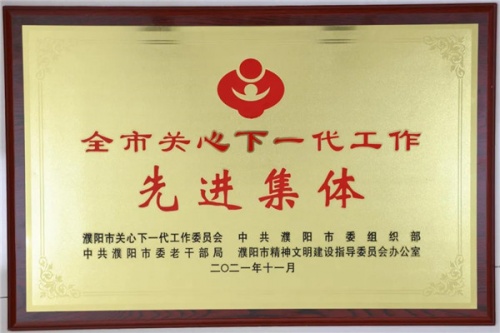 全市关心下一代工作
先进集体
濮阳市关心下一代工作委员会 中共濮阳市委组织部
中共濮阳市委老干部局 濮阳市精神文明建设指导委员会办公室
二〇二一年十一月